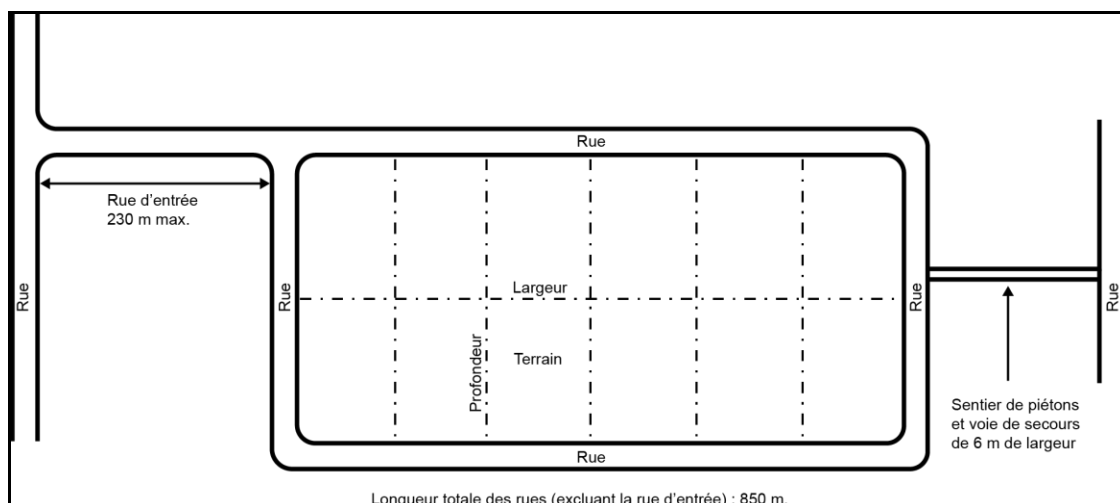 Rue
Rue d'entrée
230 m max.
Rue
Rue
Largeur
Profondeur
Terrain
Rue
Rue
Sentier de piétons
et voie de secours
de 6 m de largeur
Rue
Longueur totale des rues (excluant la rue d'entrée) : 850 m.